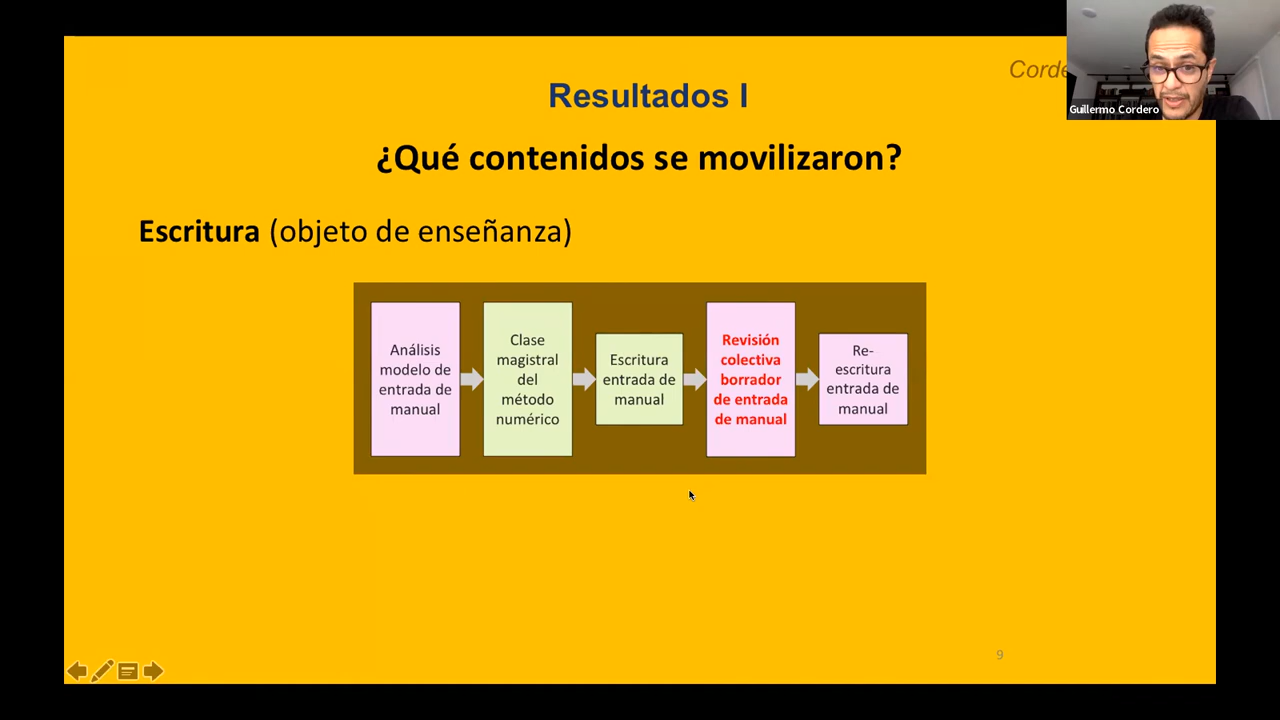 Corde
Guillermo Cordero
Resultados I
¿Qué contenidos se movilizaron?
Escritura (objeto de enseñanza)
Análisis
modelo de
entrada de
manual
Clase
magistral
del
método
numérico
Escritura
entrada de
manual
Revisión
colectiva
borrador
de entrada
de manual
Re-
escritura
entrada de
manual
9